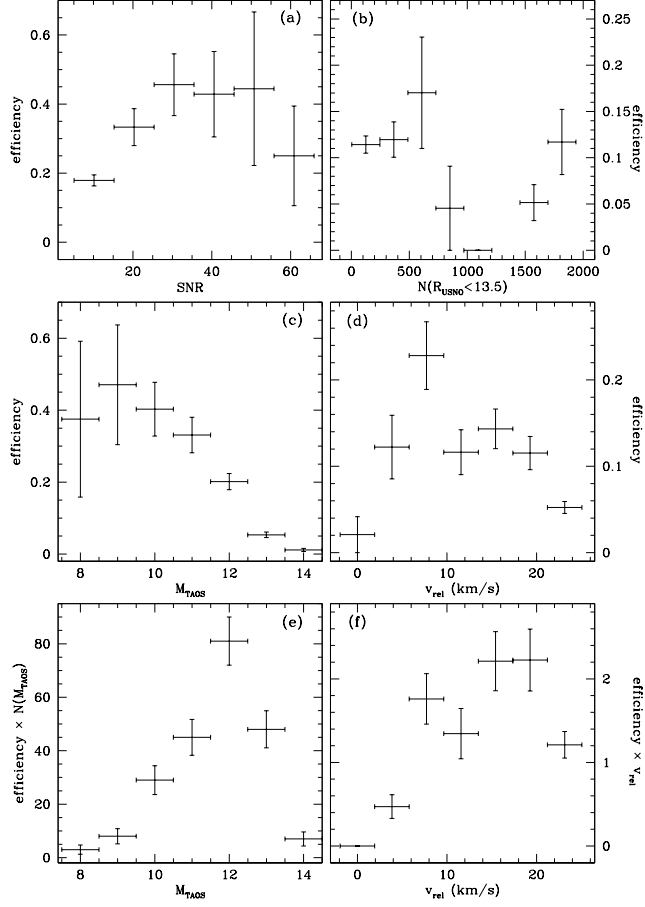 (a)
efficiency
0.6
0.4
0.2
0
20 40 60
SNR
(b)
efficiency
0.25
0.2
0.15
0.1
0.05
0
0 500 1000 1500 2000
N(R_USNO<13.5)
(c)
efficiency
0.6
0.4
0.2
0
8 10 12 14
M_TAOS
(d)
efficiency
0.2
0.1
0
0 10 20
v_rel (km/s)
(e)
efficiency × N(M_TAOS)
80
60
40
20
0
8 10 12 14
M_TAOS
(f)
efficiency × v_rel
2
1
0
0 10 20
v_rel (km/s)